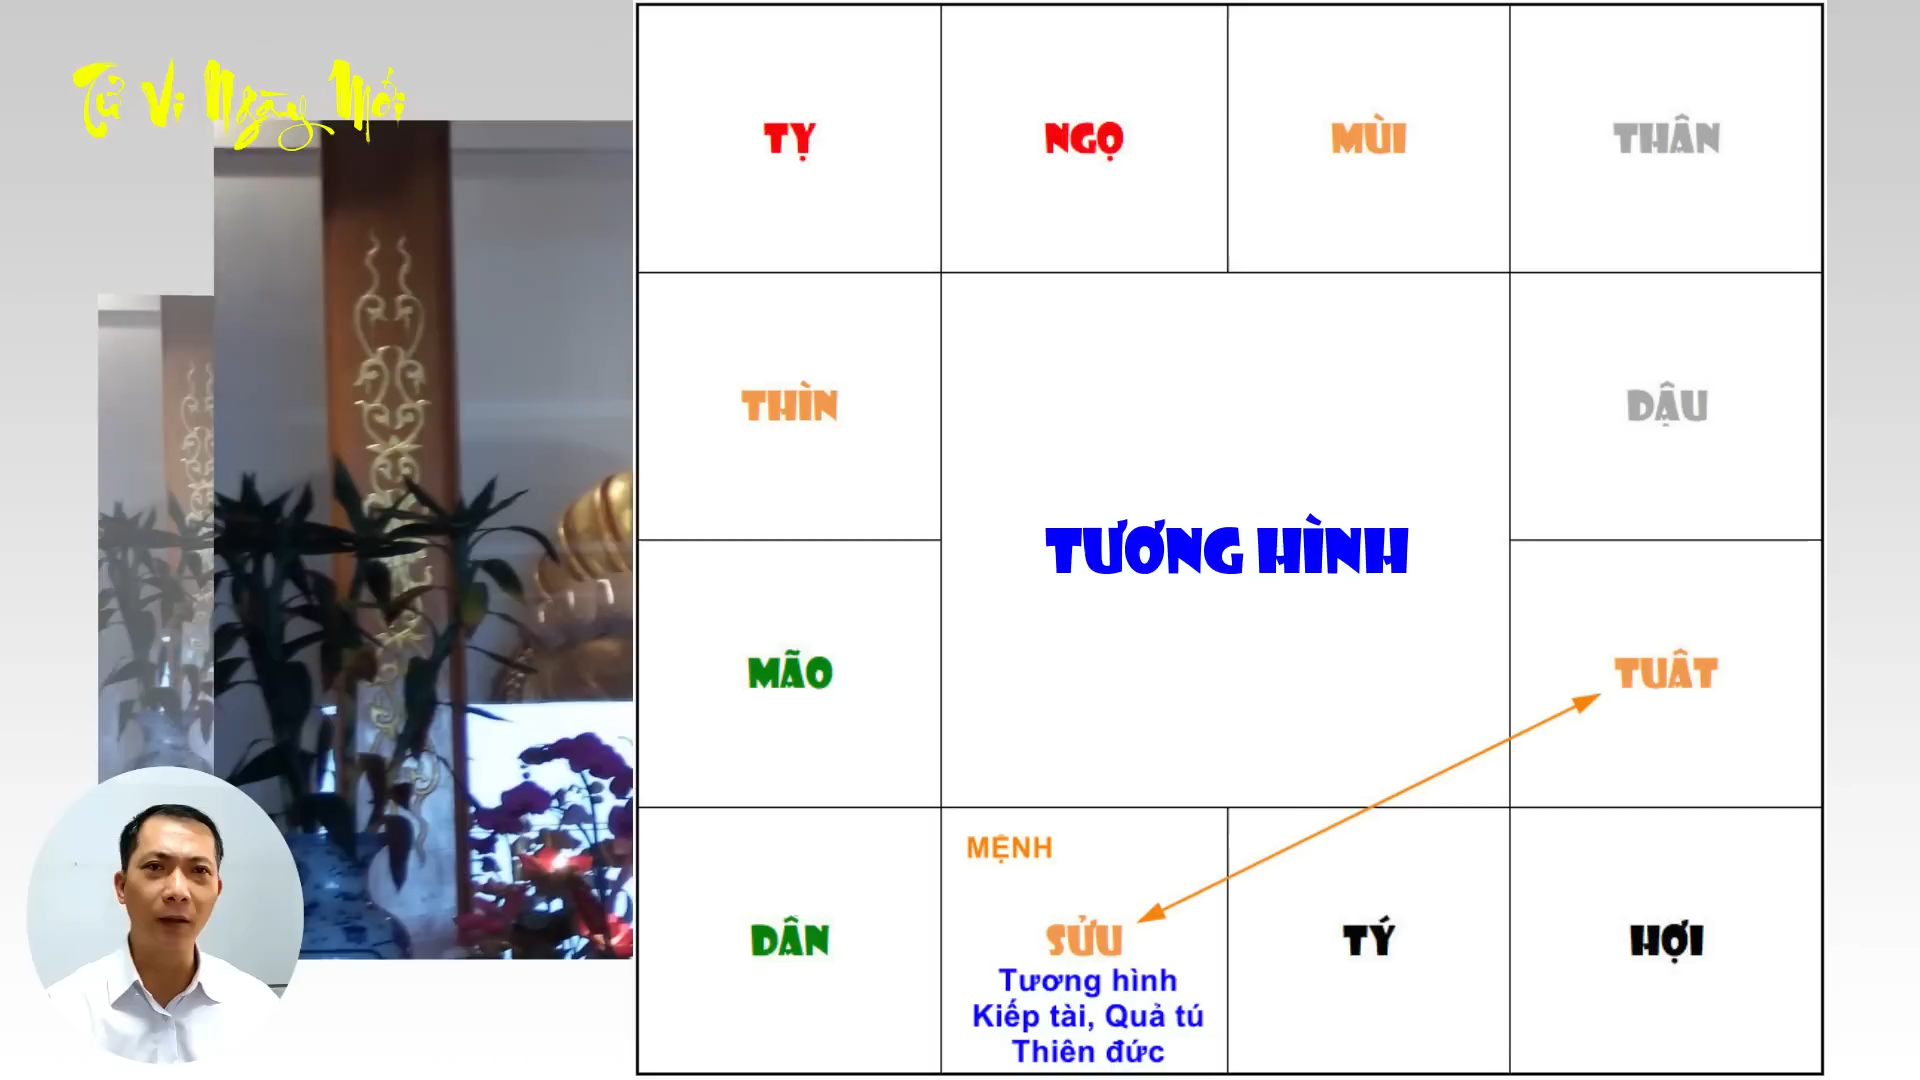 Tử Vi Ngày Mới
TỴ
NGỌ
MÙI
THÂN
THÌN
DẬU
TƯƠNG HÌNH
MÃO
TUẤT
MỆNH
DẦN
SỬU
TÝ
HỢI
Tương hình
Kiếp tài, Quả tú
Thiên đức